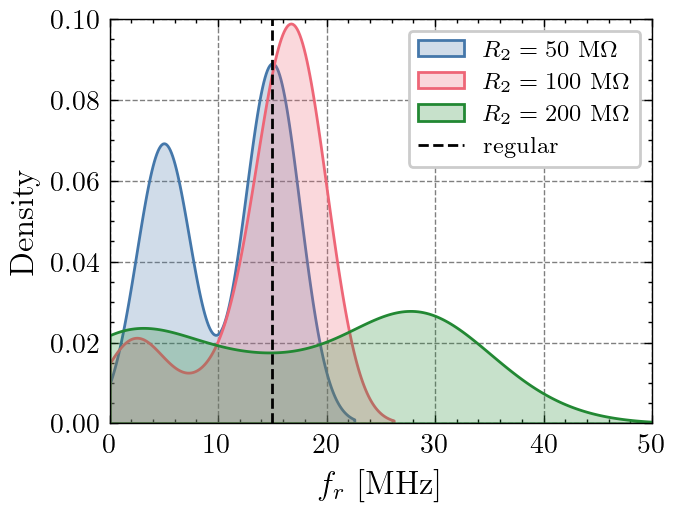 Density
0.10
0.08
0.06
0.04
0.02
0.00
0 10 20 30 40 50
f_r [MHz]
R_2 = 50 MΩ
R_2 = 100 MΩ
R_2 = 200 MΩ
regular